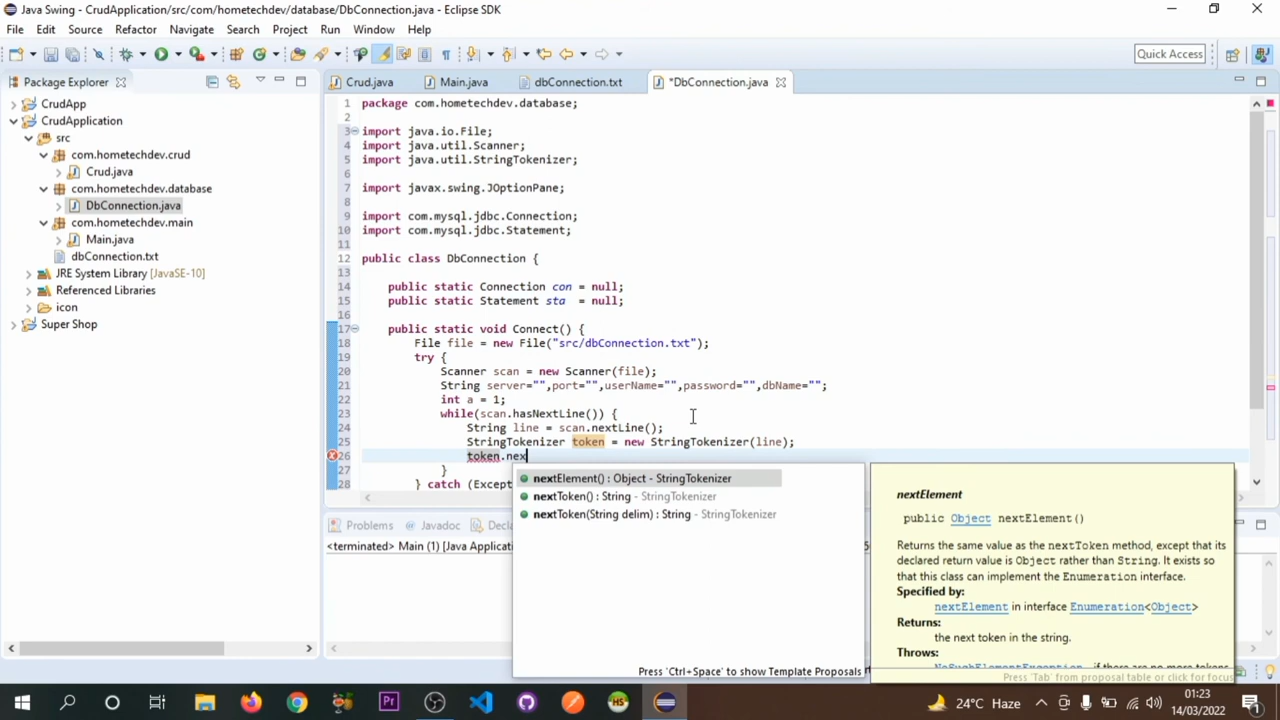 Java Swing - CrudApplication/src/com/hometechdev/database/DbConnection.java - Eclipse SDK
File Edit Source Refactor Navigate Search Project Run Window Help
Quick Access
Package Explorer
Crud.java Main.java dbConnection.txt *DbConnection.java
CrudApp
CrudApplication
src
com.hometechdev.crud
Crud.java
com.hometechdev.database
DbConnection.java
com.hometechdev.main
Main.java
dbConnection.txt
JRE System Library [JavaSE-10]
Referenced Libraries
icon
Super Shop
1 package com.hometechdev.database;
2
3 import java.io.File;
4 import java.util.Scanner;
5 import java.util.StringTokenizer;
6
7 import javax.swing.JOptionPane;
8
9 import com.mysql.jdbc.Connection;
10 import com.mysql.jdbc.Statement;
11
12 public class DbConnection {
13
14 public static Connection con = null;
15 public static Statement sta = null;
16
17 public static void Connect() {
18 File file = new File("src/dbConnection.txt");
19 try {
20 Scanner scan = new Scanner(file);
21 String server="",port="",userName="",password="",dbName="";
22 int a = 1;
23 while(scan.hasNextLine()) {
24 String line = scan.nextLine();
25 StringTokenizer token = new StringTokenizer(line);
26 token.nex
27 }
28 } catch (Except
nextElement() : Object - StringTokenizer
nextToken() : String - StringTokenizer
nextToken(String delim) : String - StringTokenizer
Press 'Ctrl+Space' to show Template Proposals
nextElement
public Object nextElement()
Returns the same value as the nextToken method, except that its
declared return value is Object rather than String. It exists so
that this class can implement the Enumeration interface.
Specified by:
nextElement in interface Enumeration<Object>
Returns:
the next token in the string.
Throws:
NoSuchElementException - if there are no more tokens
Press 'Tab' from proposal table or click for focus
Problems Javadoc Decla
<terminated> Main (1) [Java Applicati
Pr
HS
24°C Haze
01:23
14/03/2022
1